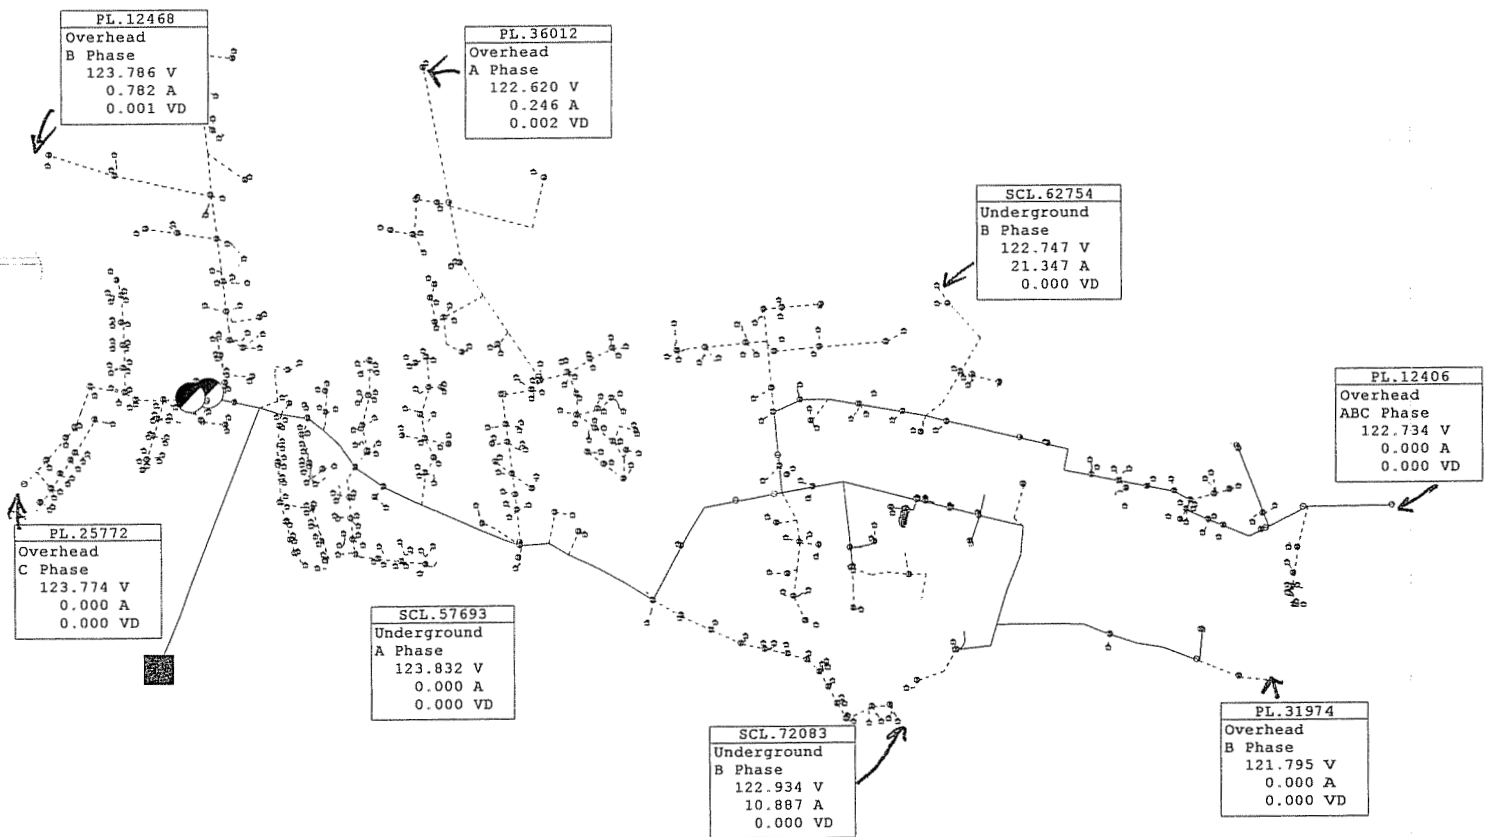 PL.12468
Overhead
B Phase
123.786 V
0.782 A
0.001 VD
PL.36012
Overhead
A Phase
122.620 V
0.246 A
0.002 VD
SCL.62754
Underground
B Phase
122.747 V
21.347 A
0.000 VD
PL.12406
Overhead
ABC Phase
122.734 V
0.000 A
0.000 VD
PL.25772
Overhead
C Phase
123.774 V
0.000 A
0.000 VD
SCL.57693
Underground
A Phase
123.832 V
0.000 A
0.000 VD
SCL.72083
Underground
B Phase
122.934 V
10.887 A
0.000 VD
PL.31974
Overhead
B Phase
121.795 V
0.000 A
0.000 VD